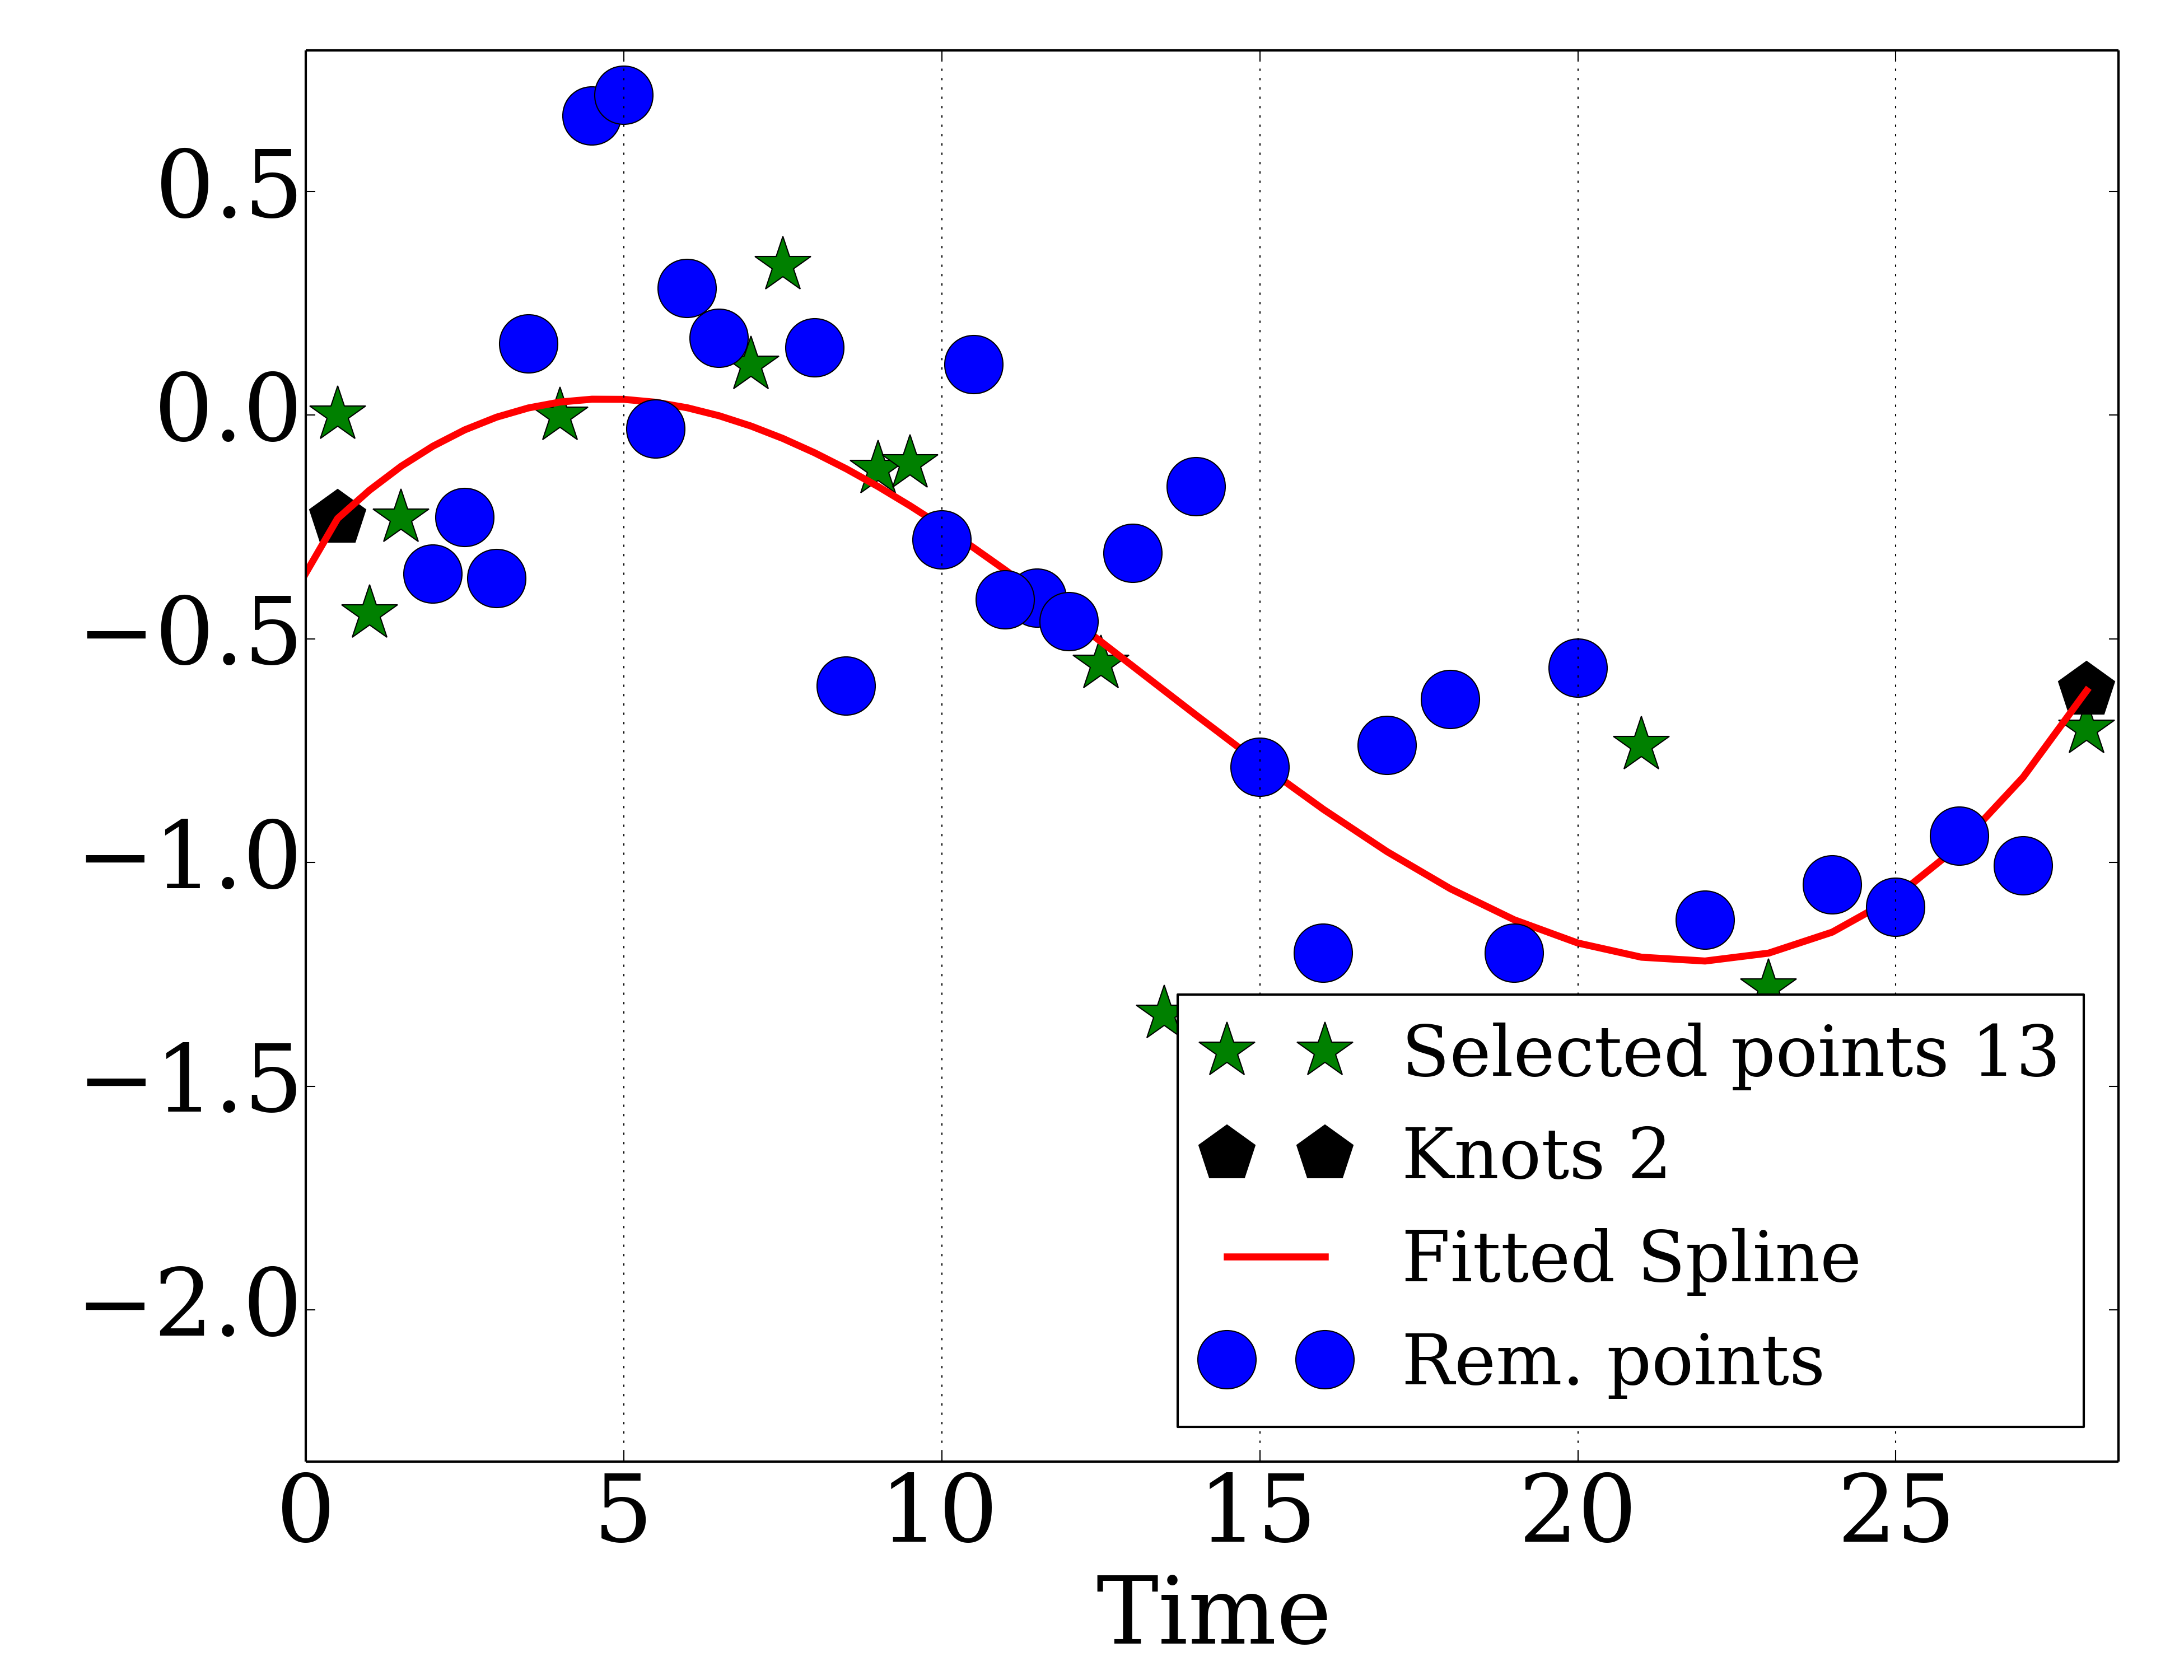 0.5
0.0
−0.5
−1.0
−1.5
−2.0
Selected points 13
Knots 2
Fitted Spline
Rem. points
0 5 10 15 20 25
Time